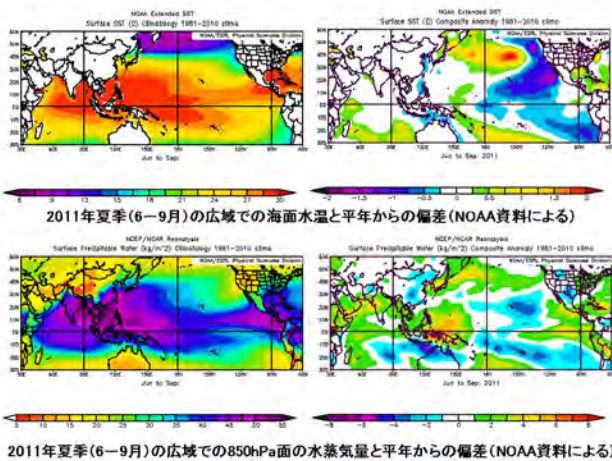 NOAA Extended SST
Surface SST (C) Climatology 1981-2010 climo
NOAA/ESRL Physical Sciences Division
Jun to Sep:
6 9 12 15 18 21 24 27 30
NOAA Extended SST
Surface SST (C) Composite Anomaly 1981-2010 climo
NOAA/ESRL Physical Sciences Division
Jun to Sep: 2011
-2 -1.5 -1 -0.5 0 0.5 1 1.5 2
2011年夏季(6ー9月)の広域での海面水温と平年からの偏差(NOAA資料による)
NCEP/NCAR Reanalysis
Surface Precipitable Water (kg/m^2) Climatology 1981-2010 climo
NOAA/ESRL Physical Sciences Division
Jun to Sep:
5 10 15 20 25 30 35 40 45 50 55
NCEP/NCAR Reanalysis
Surface Precipitable Water (kg/m^2) Composite Anomaly 1981-2010 climo
NOAA/ESRL Physical Sciences Division
Jun to Sep: 2011
-8 -6 -4 -2 0 2 4 6 8
2011年夏季(6ー9月)の広域での850hPa面の水蒸気量と平年からの偏差(NOAA資料による)